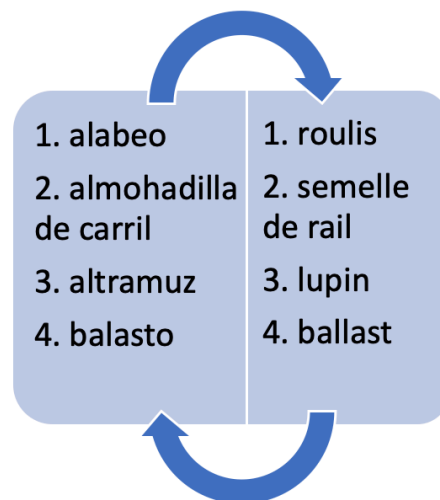 1. alabeo
2. almohadilla
de carril
3. altramuz
4. balasto
1. roulis
2. semelle
de rail
3. lupin
4. ballast